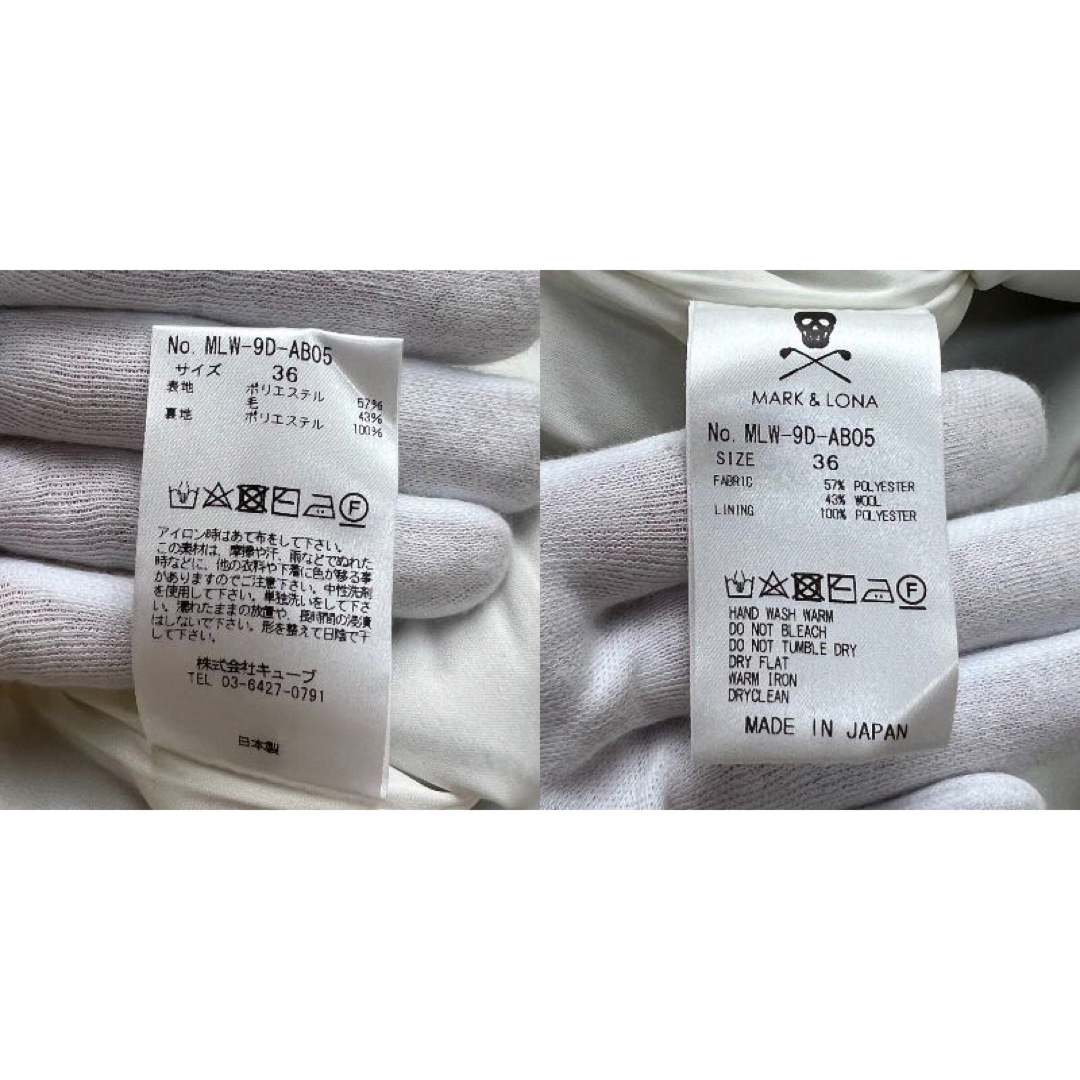 No. MLW-9D-AB05
サイズ 36
表地 ポリエステル 57%
毛 43%
裏地 ポリエステル 100%
アイロン時はあて布をして下さい。
この素材は、摩擦や汗、雨などでぬれた
時などに、他の衣料や下着に色が移る事
がありますのでご注意下さい。中性洗剤
を使用して下さい。単独洗いをして下さ
い。濡れたままの放置や、長時間の浸漬
はしないで下さい。形を整えて日陰で干
して下さい。
株式会社キューブ
TEL 03-6427-0791
日本製
MARK & LONA
No. MLW-9D-AB05
SIZE 36
FABRIC 57% POLYESTER
43% WOOL
LINING 100% POLYESTER
HAND WASH WARM
DO NOT BLEACH
DO NOT TUMBLE DRY
DRY FLAT
WARM IRON
DRYCLEAN
MADE IN JAPAN